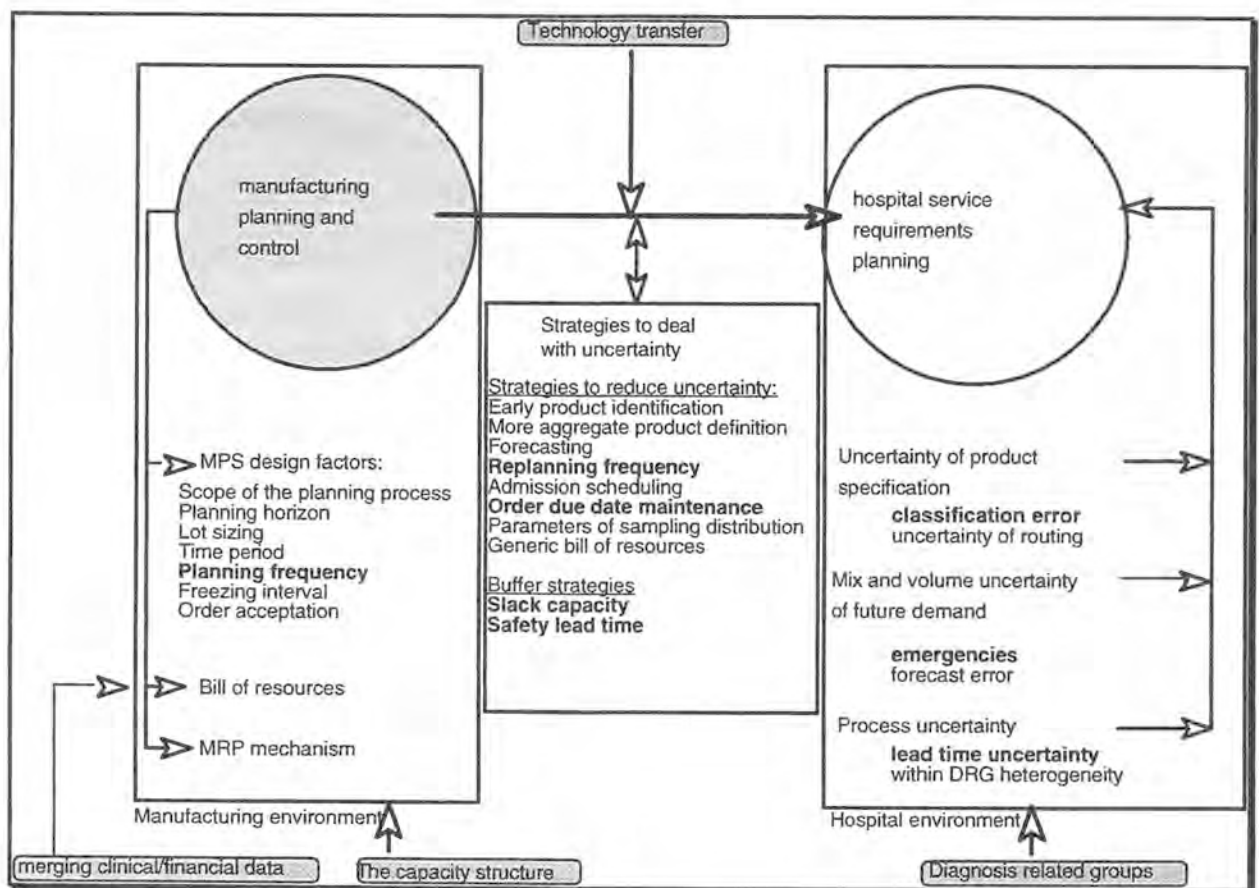 Technology transfer
manufacturing
planning and
control
hospital service
requirements
planning
Strategies to deal
with uncertainty
Strategies to reduce uncertainty:
Early product identification
More aggregate product definition
Forecasting
Replanning frequency
Admission scheduling
Order due date maintenance
Parameters of sampling distribution
Generic bill of resources
Buffer strategies
Slack capacity
Safety lead time
MPS design factors:
Scope of the planning process
Planning horizon
Lot sizing
Time period
Planning frequency
Freezing interval
Order acceptation
Bill of resources
MRP mechanism
Uncertainty of product
specification
classification error
uncertainty of routing
Mix and volume uncertainty
of future demand
emergencies
forecast error
Process uncertainty
lead time uncertainty
within DRG heterogeneity
Manufacturing environment
Hospital environment
merging clinical/financial data
The capacity structure
Diagnosis related groups